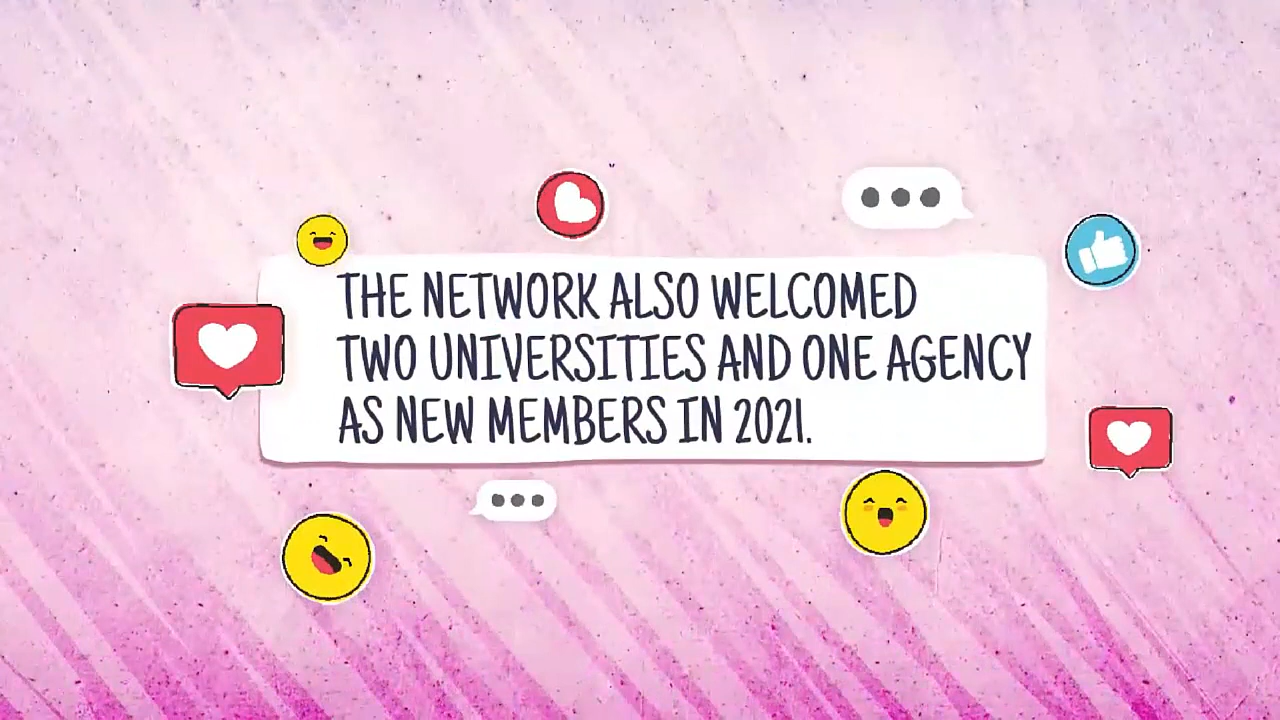 THE NETWORK ALSO WELCOMED
TWO UNIVERSITIES AND ONE AGENCY
AS NEW MEMBERS IN 2021.